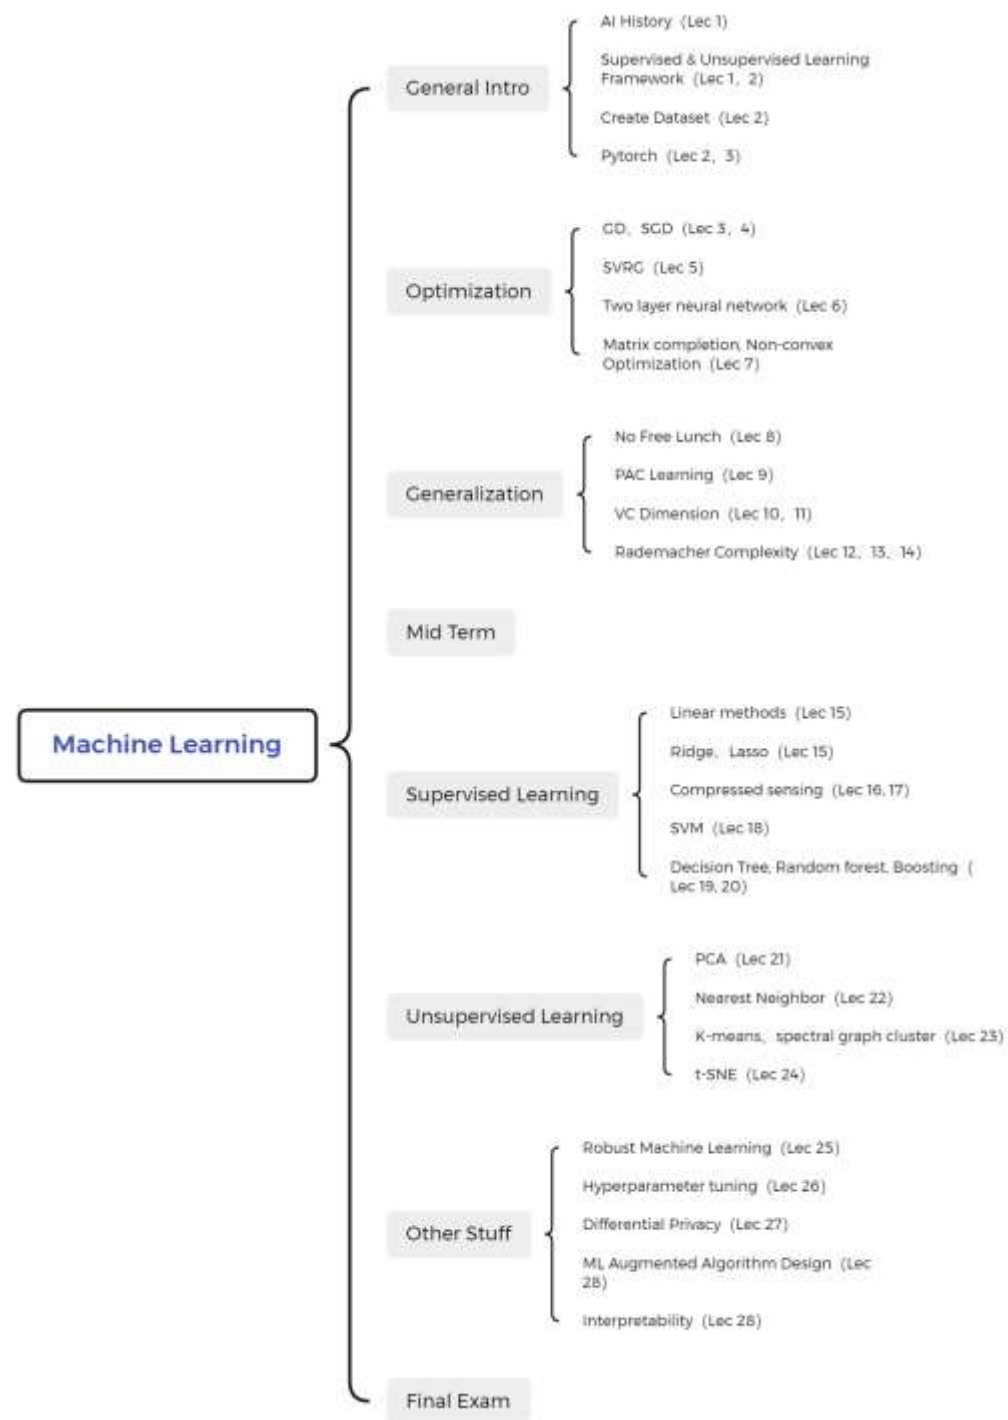 AI History (Lec 1)
General Intro
Supervised & Unsupervised Learning
Framework (Lec 1, 2)
Create Dataset (Lec 2)
Pytorch (Lec 2, 3)
GD、SGD (Lec 3, 4)
SVRG (Lec 5)
Optimization
Two layer neural network (Lec 6)
Matrix completion, Non-convex
Optimization (Lec 7)
No Free Lunch (Lec 8)
PAC Learning (Lec 9)
Generalization
VC Dimension (Lec 10, 11)
Rademacher Complexity (Lec 12, 13, 14)
Mid Term
Machine Learning
Linear methods (Lec 15)
Ridge、Lasso (Lec 15)
Supervised Learning
Compressed sensing (Lec 16, 17)
SVM (Lec 18)
Decision Tree, Random forest, Boosting (
Lec 19, 20)
PCA (Lec 21)
Nearest Neighbor (Lec 22)
Unsupervised Learning
K-means、spectral graph cluster (Lec 23)
t-SNE (Lec 24)
Robust Machine Learning (Lec 25)
Hyperparameter tuning (Lec 26)
Other Stuff
Differential Privacy (Lec 27)
ML Augmented Algorithm Design (Lec
28)
Interpretability (Lec 28)
Final Exam